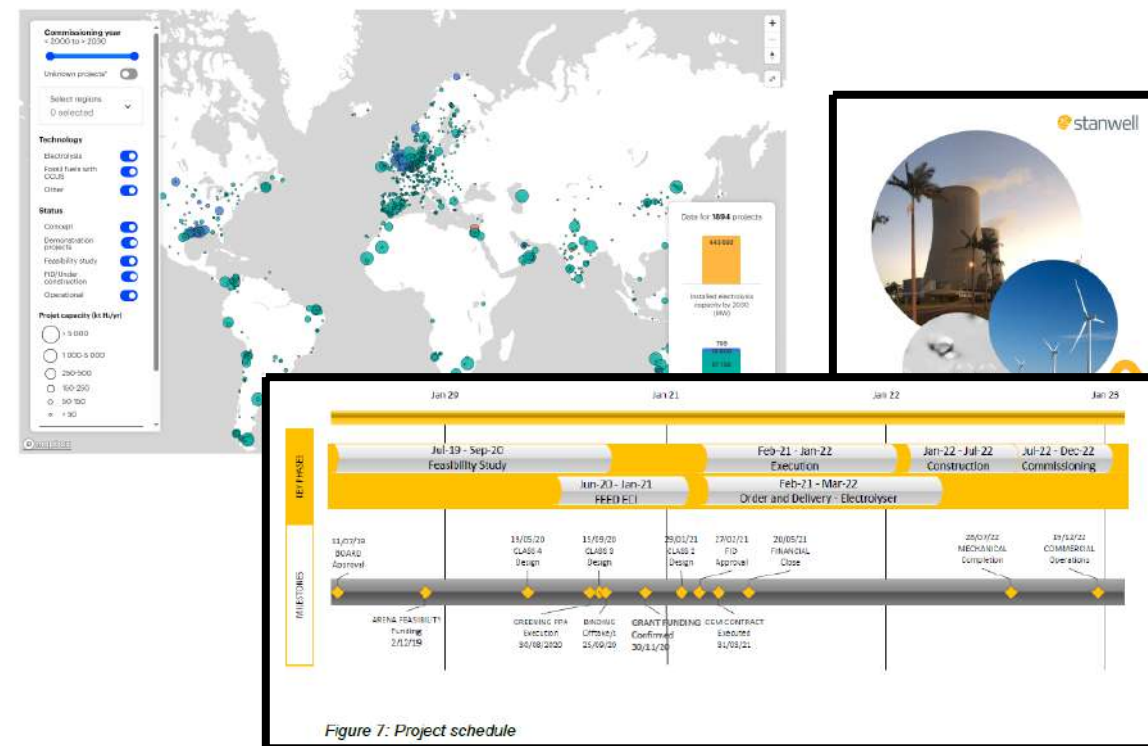 Commissioning year
< 2000 to > 2030
Unknown projects*
Select regions
0 selected
Technology
Electrolysis
Fossil fuels with
CCUS
Other
Status
Concept
Demonstration
projects
Feasibility study
FID/Under
construction
Operational
Projet capacity (kt H₂/yr)
> 5 000
1 000-5 000
250-500
150-250
50-150
< 50
mapbox
+
Data for 1894 projects
Installed electrolysis
capacity by 2030
(MW)
stanwell
Jan 20
Jan 21
Jan 22
Jan 23
KEY PHASES
Jul-19 - Sep-20
Feasibility Study
Feb-21 - Jan-22
Execution
Jan-22 - Jul-22
Construction
Jul-22 - Dec-22
Commissioning
Jun-20 - Jan-21
FEED ECI
Feb-21 - Mar-22
Order and Delivery - Electrolyser
MILESTONES
11/07/19
BOARD
Approval
19/05/20
CLASS 4
Design
15/09/20
CLASS 3
Design
29/01/21
CLASS 2
Design
27/02/21
FID
Approval
20/05/21
FINANCIAL
Close
28/07/22
MECHANICAL
Completion
19/12/22
COMMERCIAL
Operations
ARENA FEASIBILITY
Funding
2/12/19
Execution
30/08/2020
BINDING
Offtake/s
25/09/20
GRANT FUNDING
Confirmed
30/11/20
CONTRACT
Executed
31/03/21
Figure 7: Project schedule